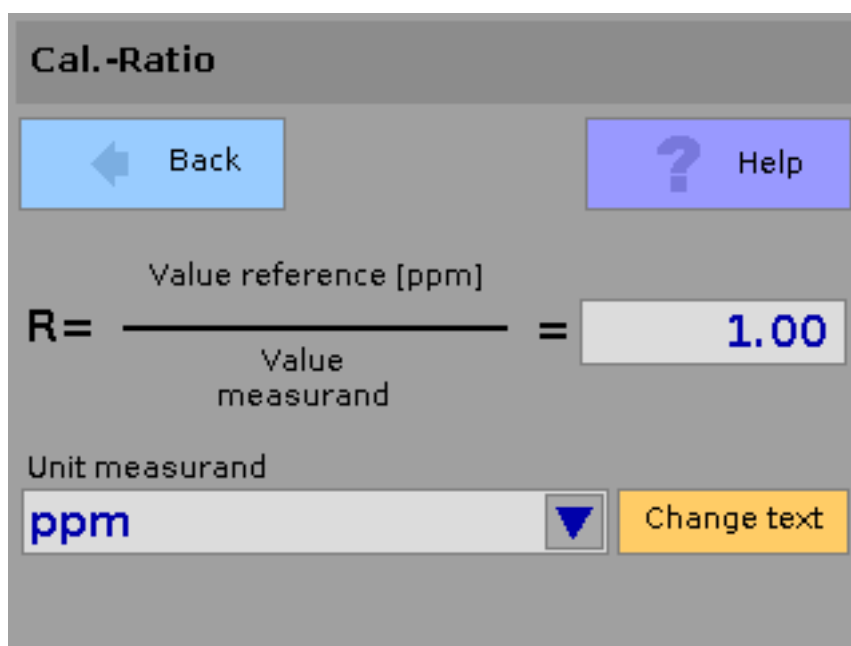 Cal.-Ratio
Back
? Help
Value reference [ppm]
R= = 1.00
Value
measurand
Unit measurand
ppm
Change text